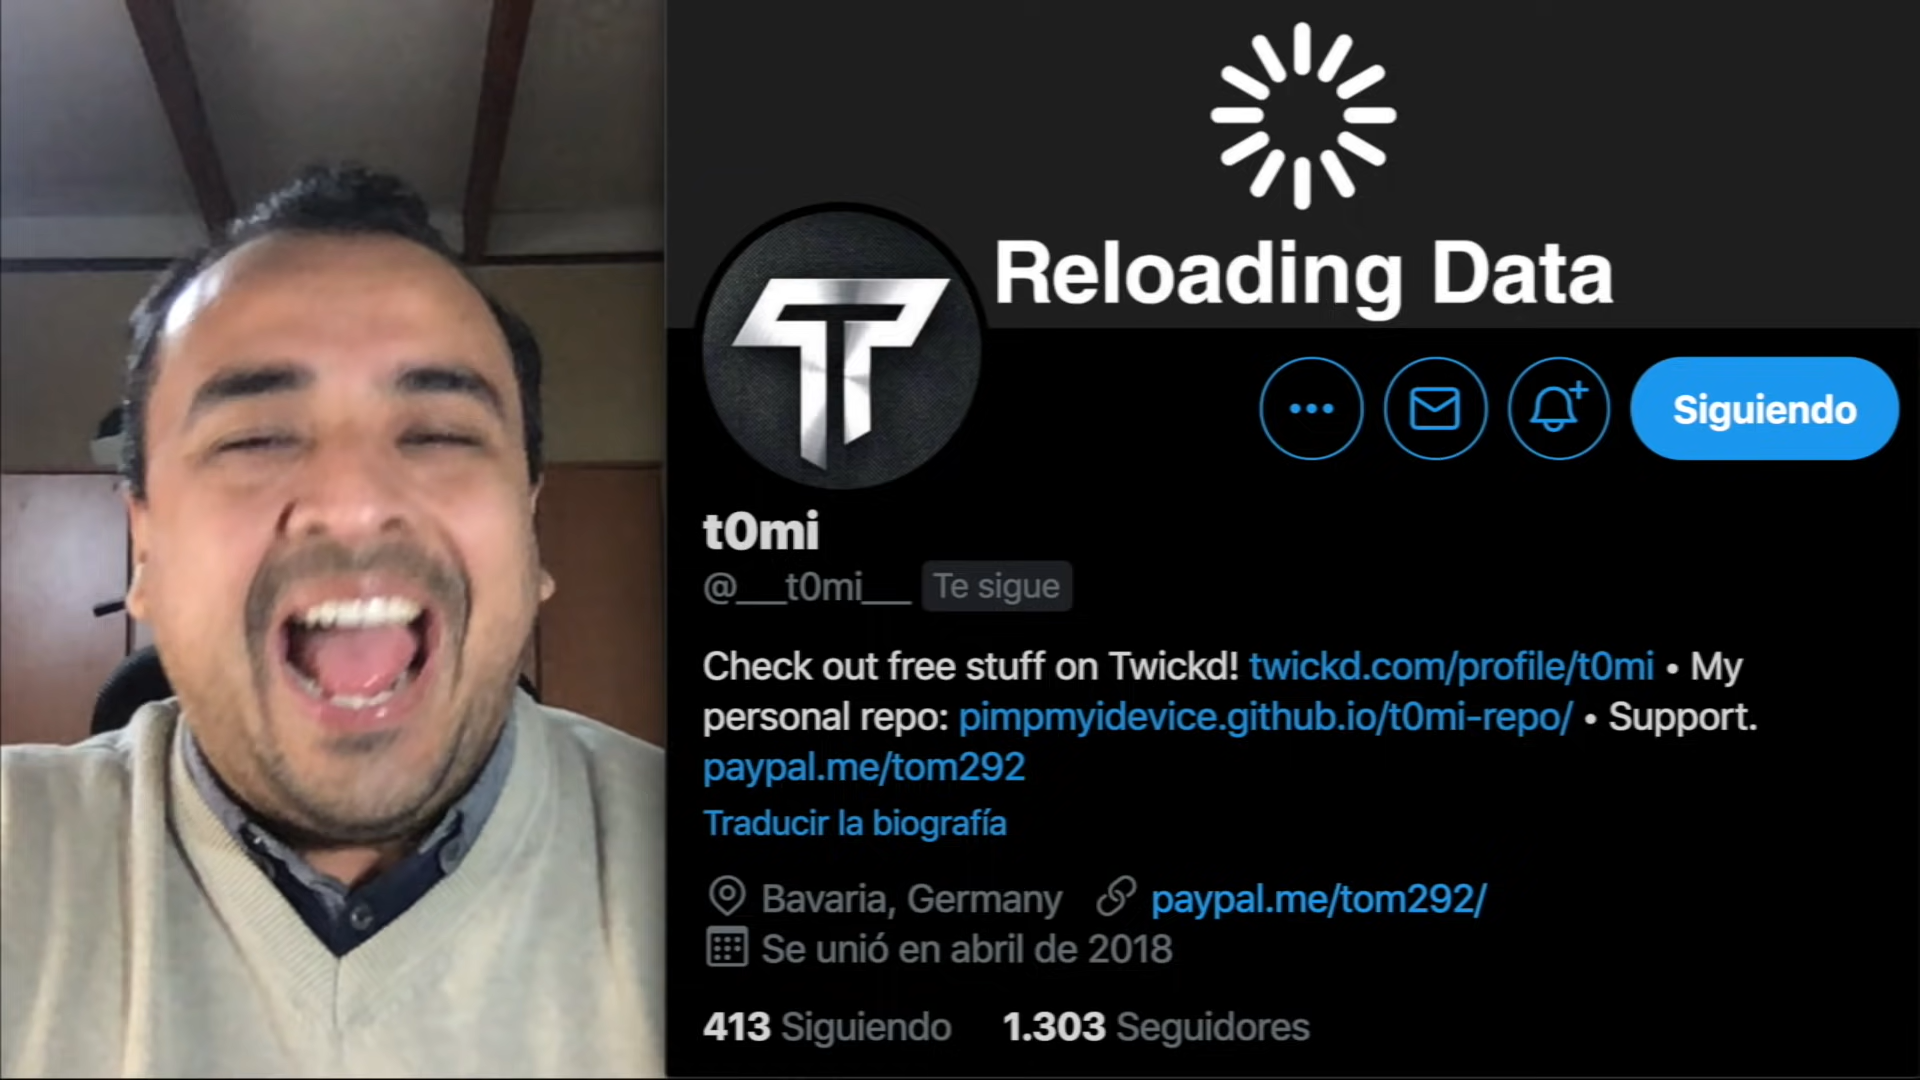 Reloading Data
Siguiendo
t0mi
@___t0mi___ Te sigue
Check out free stuff on Twickd! twickd.com/profile/t0mi • My
personal repo: pimpmyidevice.github.io/t0mi-repo/ • Support.
paypal.me/tom292
Traducir la biografía
Bavaria, Germany paypal.me/tom292/
Se unió en abril de 2018
413 Siguiendo 1.303 Seguidores